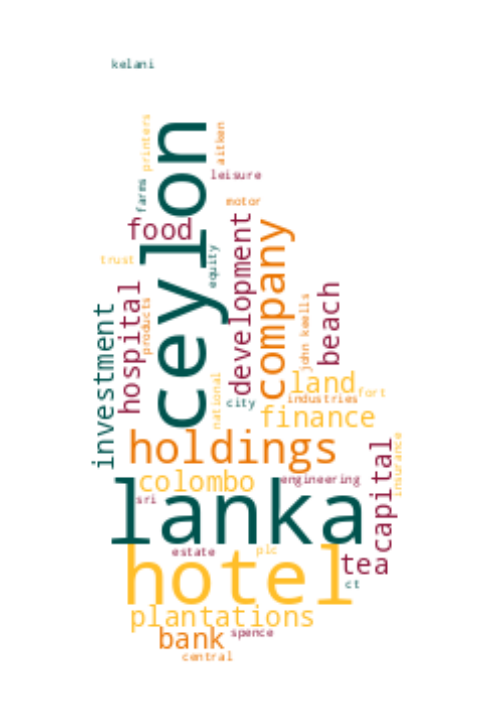 kelani
printers
ceylon
aitken
leisure
farms
motor
food
development
company
equity
trust
hospital
products
beach
john keells
investment
land
national
city
industries
fort
finance
holdings
insurance
capital
colombo
engineering
lanka
sri
hotel
estate
plc
tea
ct
plantations
bank
spence
central